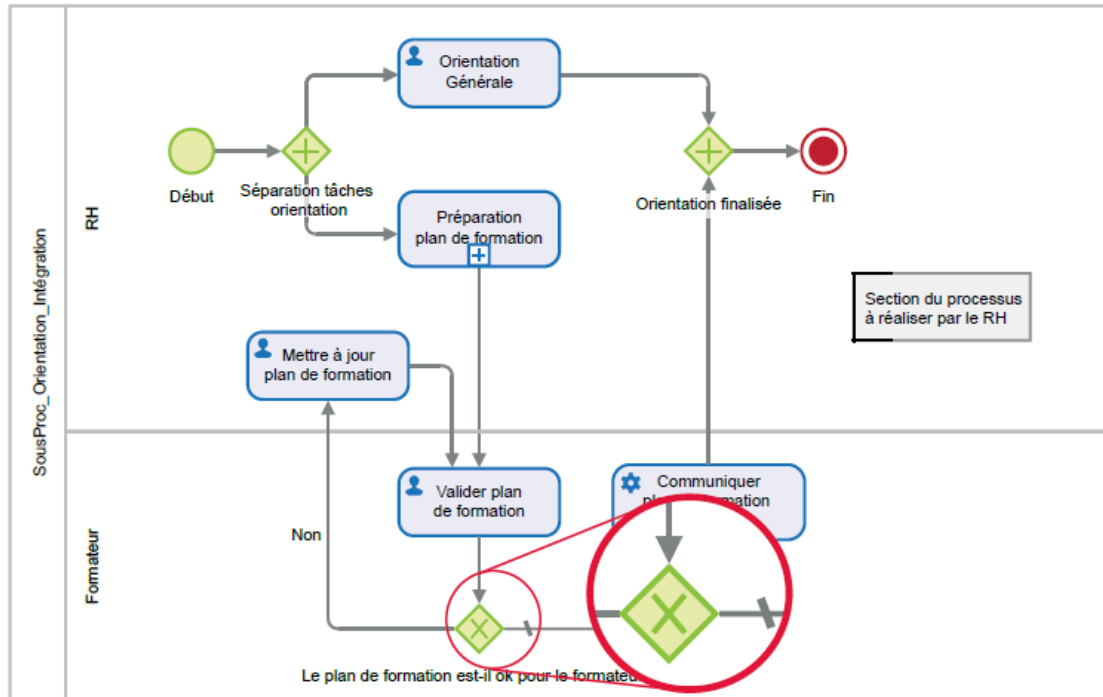 SousProc_Orientation_Intégration
RH
Orientation
Générale
Début
Séparation tâches
orientation
Orientation finalisée
Fin
Préparation
plan de formation
Section du processus
à réaliser par le RH
Mettre à jour
plan de formation
Formateur
Valider plan
de formation
Communiquer
Non
Le plan de formation est-il ok pour le